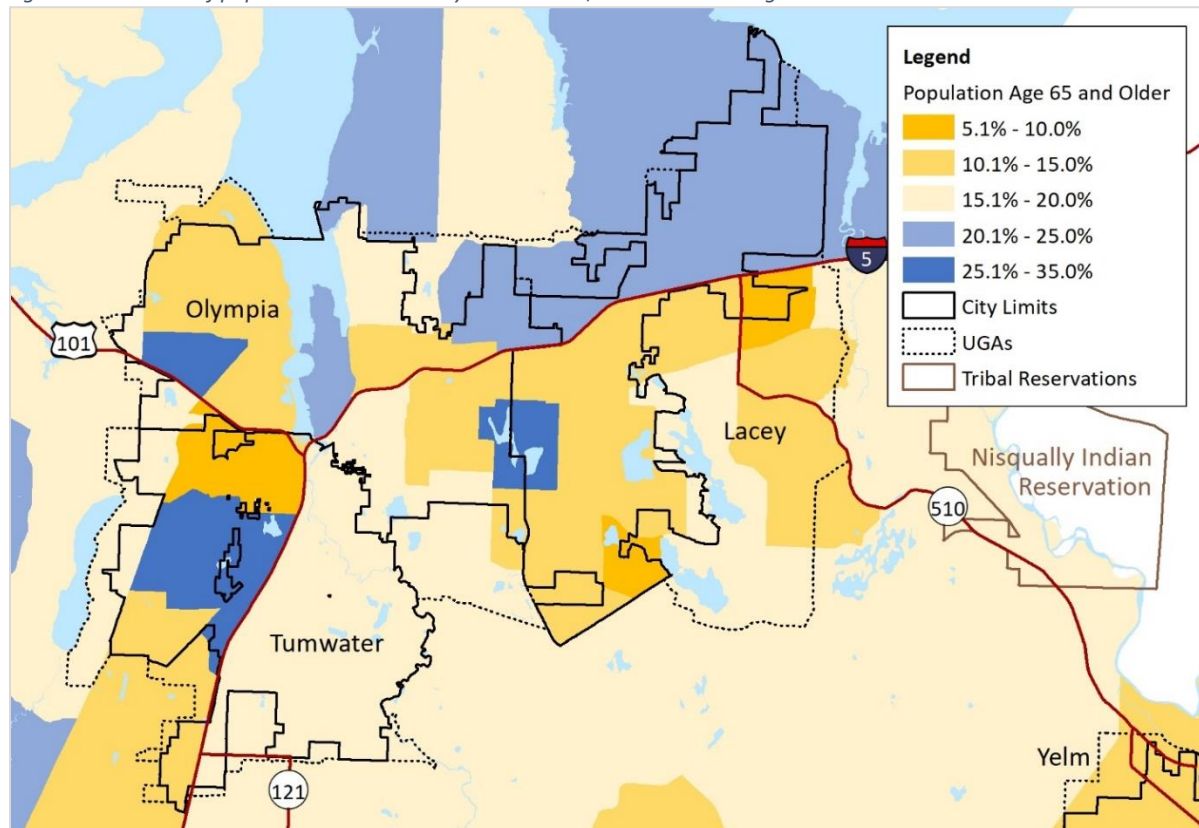 Legend
Population Age 65 and Older
5.1% - 10.0%
10.1% - 15.0%
15.1% - 20.0%
20.1% - 25.0%
25.1% - 35.0%
City Limits
UGAs
Tribal Reservations
5
Olympia
101
Lacey
Nisqually Indian
Reservation
510
Tumwater
Yelm
121